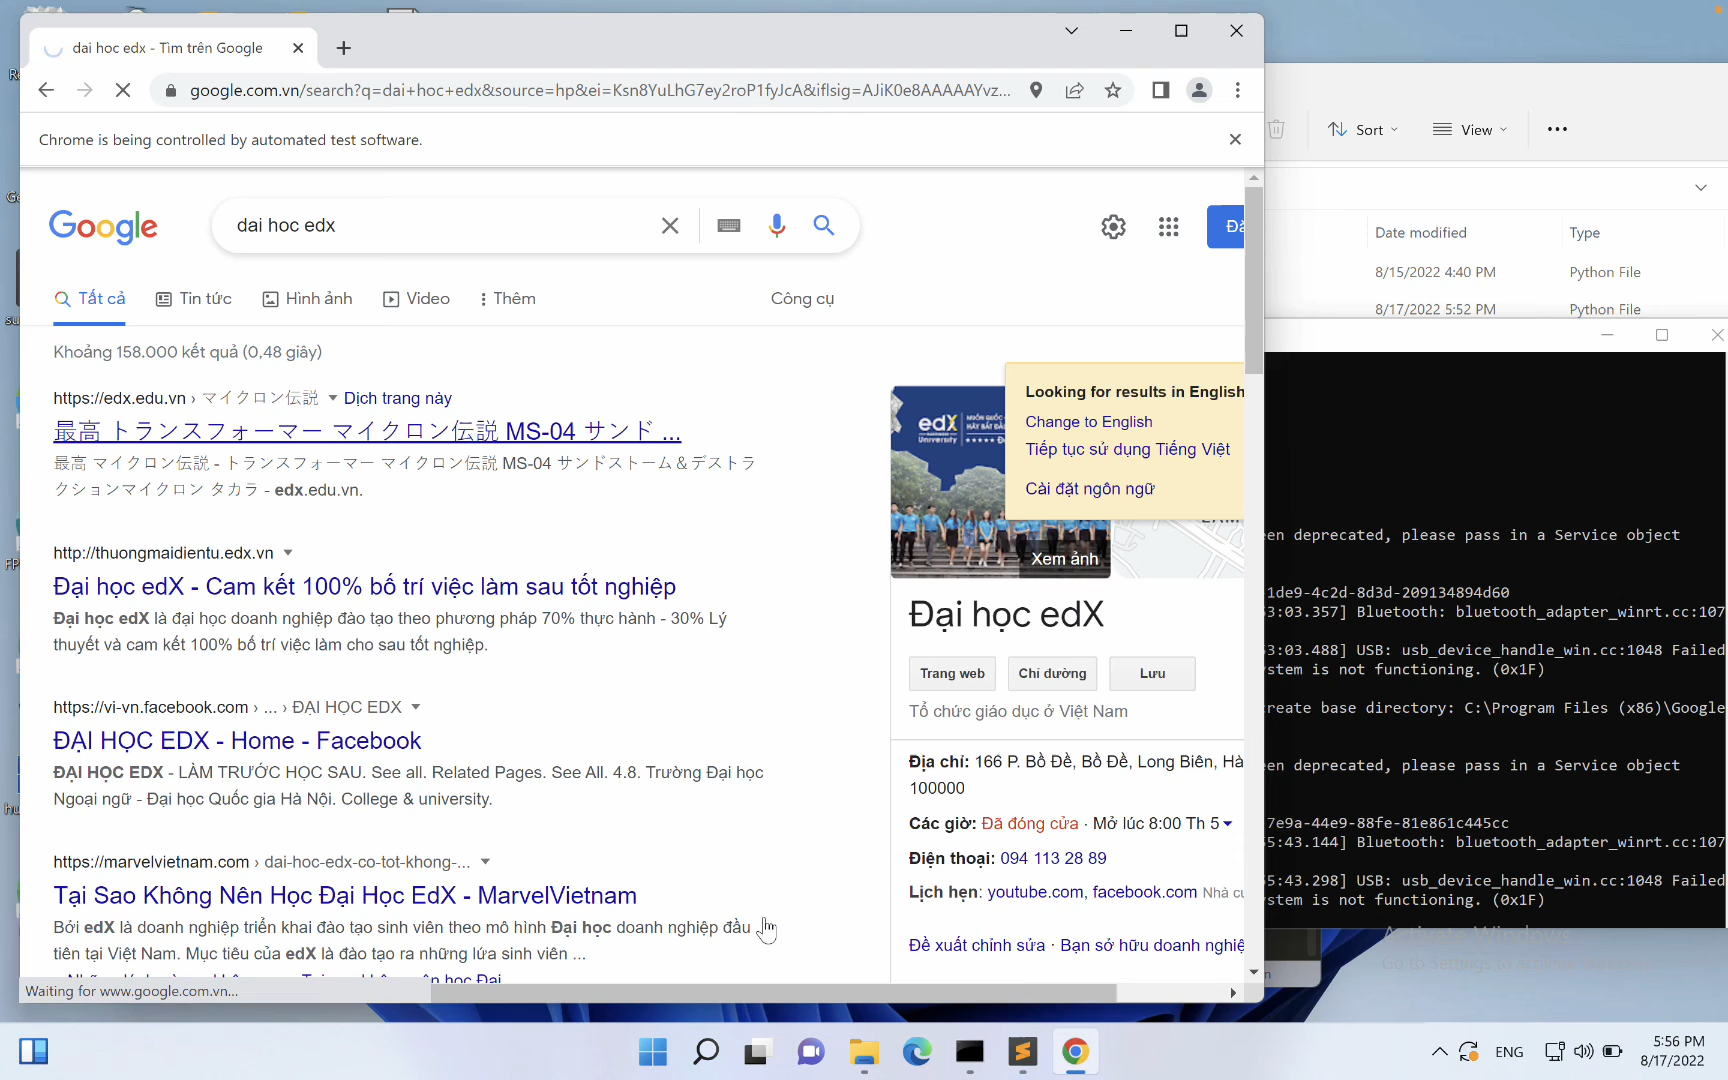 dai hoc edx - Tìm trên Google
google.com.vn/search?q=dai+hoc+edx&source=hp&ei=Ksn8YuLhG7ey2roP1fyJcA&iflsig=AJiK0e8AAAAAYvz...
Chrome is being controlled by automated test software.
Sort
View
Date modified
Type
8/15/2022 4:40 PM
Python File
8/17/2022 5:52 PM
Python File
Google
dai hoc edx
Tất cả
Tin tức
Hình ảnh
Video
Thêm
Công cụ
Khoảng 158.000 kết quả (0,48 giây)
https://edx.edu.vn › マイクロン伝説
Dịch trang này
最高 トランスフォーマー マイクロン伝説 MS-04 サンド ...
最高 マイクロン伝説 - トランスフォーマー マイクロン伝説 MS-04 サンドストーム＆デストラ
クションマイクロン タカラ - edx.edu.vn.
http://thuongmaidientu.edx.vn
Đại học edX - Cam kết 100% bố trí việc làm sau tốt nghiệp
Đại học edX là đại học doanh nghiệp đào tạo theo phương pháp 70% thực hành - 30% Lý
thuyết và cam kết 100% bố trí việc làm cho sau tốt nghiệp.
https://vi-vn.facebook.com › ... › ĐẠI HỌC EDX
ĐẠI HỌC EDX - Home - Facebook
ĐẠI HỌC EDX - LÀM TRƯỚC HỌC SAU. See all. Related Pages. See All. 4.8. Trường Đại học
Ngoại ngữ - Đại học Quốc gia Hà Nội. College & university.
https://marvelvietnam.com › dai-hoc-edx-co-tot-khong-...
Tại Sao Không Nên Học Đại Học EdX - MarvelVietnam
Bởi edX là doanh nghiệp triển khai đào tạo sinh viên theo mô hình Đại học doanh nghiệp đầu
tiên tại Việt Nam. Mục tiêu của edX là đào tạo ra những lứa sinh viên ...
Waiting for www.google.com.vn...
edX
University
Looking for results in English
Change to English
Tiếp tục sử dụng Tiếng Việt
Cài đặt ngôn ngữ
Xem ảnh
Đại học edX
Trang web
Chỉ đường
Lưu
Tổ chức giáo dục ở Việt Nam
Địa chỉ: 166 P. Bồ Đề, Bồ Đề, Long Biên, Hà
100000
Các giờ: Đã đóng cửa · Mở lúc 8:00 Th 5
Điện thoại: 094 113 28 89
Lịch hẹn: youtube.com, facebook.com Nhà
Đề xuất chỉnh sửa · Bạn sở hữu doanh
en deprecated, please pass in a Service object
1de9-4c2d-8d3d-209134894d60
3:03.357] Bluetooth: bluetooth_adapter_winrt.cc:107
3:03.488] USB: usb_device_handle_win.cc:1048 Failed
stem is not functioning. (0x1F)
create base directory: C:\Program Files (x86)\Google
en deprecated, please pass in a Service object
7e9a-44e9-88fe-81e861c445cc
5:43.144] Bluetooth: bluetooth_adapter_winrt.cc:107
5:43.298] USB: usb_device_handle_win.cc:1048 Failed
stem is not functioning. (0x1F)
Activate Windows
ENG
5:56 PM
8/17/2022